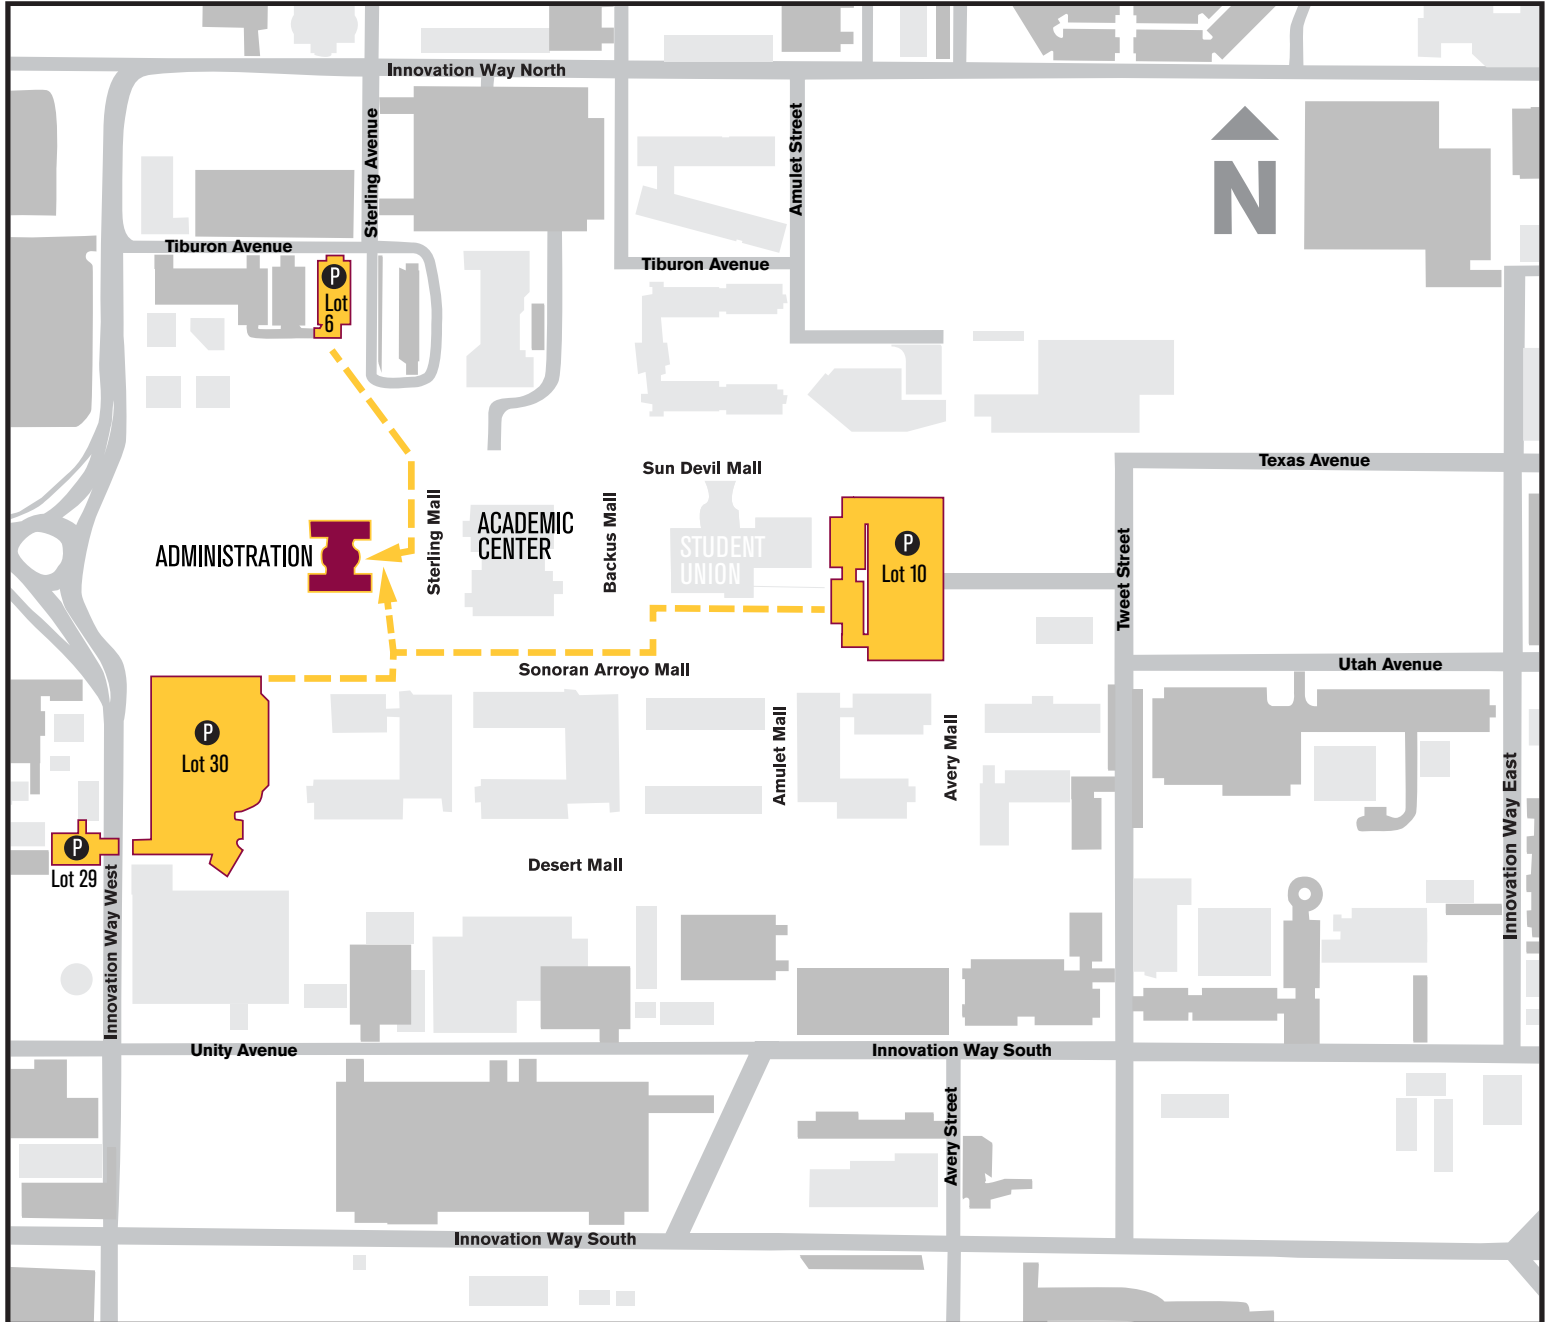 Innovation Way North
Sterling Avenue
Amulet Street
N
Tiburon Avenue
Tiburon Avenue
P
Lot
6
Sun Devil Mall
Texas Avenue
ADMINISTRATION
Sterling Mall
ACADEMIC
CENTER
Backus Mall
STUDENT
UNION
P
Lot 10
Tweet Street
Sonoran Arroyo Mall
Utah Avenue
P
Lot 30
Amulet Mall
Avery Mall
Innovation Way East
P
Lot 29
Desert Mall
Innovation Way West
Unity Avenue
Innovation Way South
Avery Street
Innovation Way South